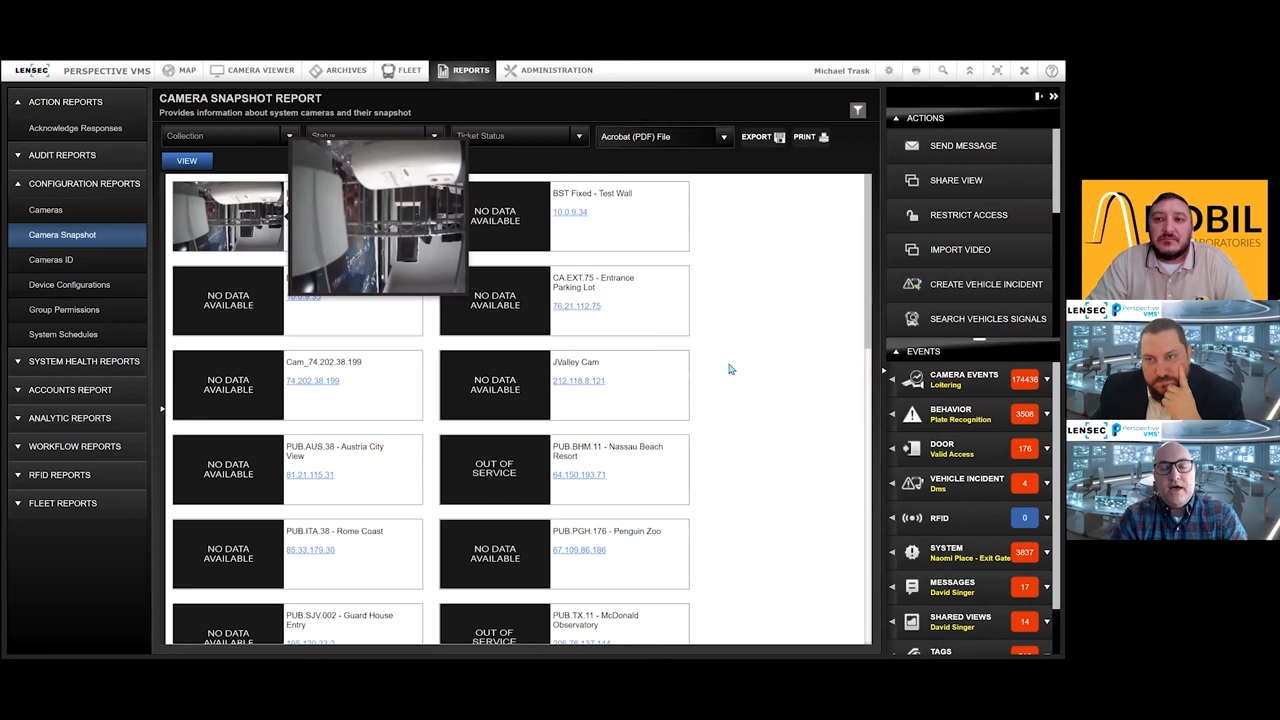 LENSEC
PERSPECTIVE VMS
MAP
CAMERA VIEWER
ARCHIVES
FLEET
REPORTS
ADMINISTRATION
Michael Trask
ACTION REPORTS
Acknowledge Responses
AUDIT REPORTS
CONFIGURATION REPORTS
Cameras
Camera Snapshot
Cameras ID
Device Configurations
Group Permissions
System Schedules
SYSTEM HEALTH REPORTS
ACCOUNTS REPORT
ANALYTIC REPORTS
WORKFLOW REPORTS
RFID REPORTS
FLEET REPORTS
CAMERA SNAPSHOT REPORT
Provides information about system cameras and their snapshot
Collection
Status
Ticket Status
Acrobat (PDF) File
EXPORT
PRINT
VIEW
NO DATA
AVAILABLE
BST Fixed - Test Wall
10.0.9.34
NO DATA
AVAILABLE
10.0.9.35
NO DATA
AVAILABLE
CA.EXT.75 - Entrance
Parking Lot
76.21.112.75
NO DATA
AVAILABLE
Cam_74.202.38.199
74.202.38.199
NO DATA
AVAILABLE
JValley Cam
212.118.8.121
NO DATA
AVAILABLE
PUB.AUS.38 - Austria City
View
81.21.115.31
OUT OF
SERVICE
PUB.BHM.11 - Nassau Beach
Resort
64.150.193.71
NO DATA
AVAILABLE
PUB.ITA.38 - Rome Coast
85.33.179.30
NO DATA
AVAILABLE
PUB.PGH.176 - Penguin Zoo
67.109.86.186
NO DATA
AVAILABLE
PUB.SJV.002 - Guard House
Entry
OUT OF
SERVICE
PUB.TX.11 - McDonald
Observatory
ACTIONS
SEND MESSAGE
SHARE VIEW
RESTRICT ACCESS
IMPORT VIDEO
CREATE VEHICLE INCIDENT
SEARCH VEHICLES SIGNALS
EVENTS
CAMERA EVENTS
Loitering
174436
BEHAVIOR
Plate Recognition
3508
DOOR
Valid Access
176
VEHICLE INCIDENT
Dms
4
RFID
0
SYSTEM
Naomi Place - Exit Gate
3837
MESSAGES
David Singer
17
SHARED VIEWS
David Singer
14
TAGS
LENSEC
Perspective
VMS
LENSEC
Perspective
VMS